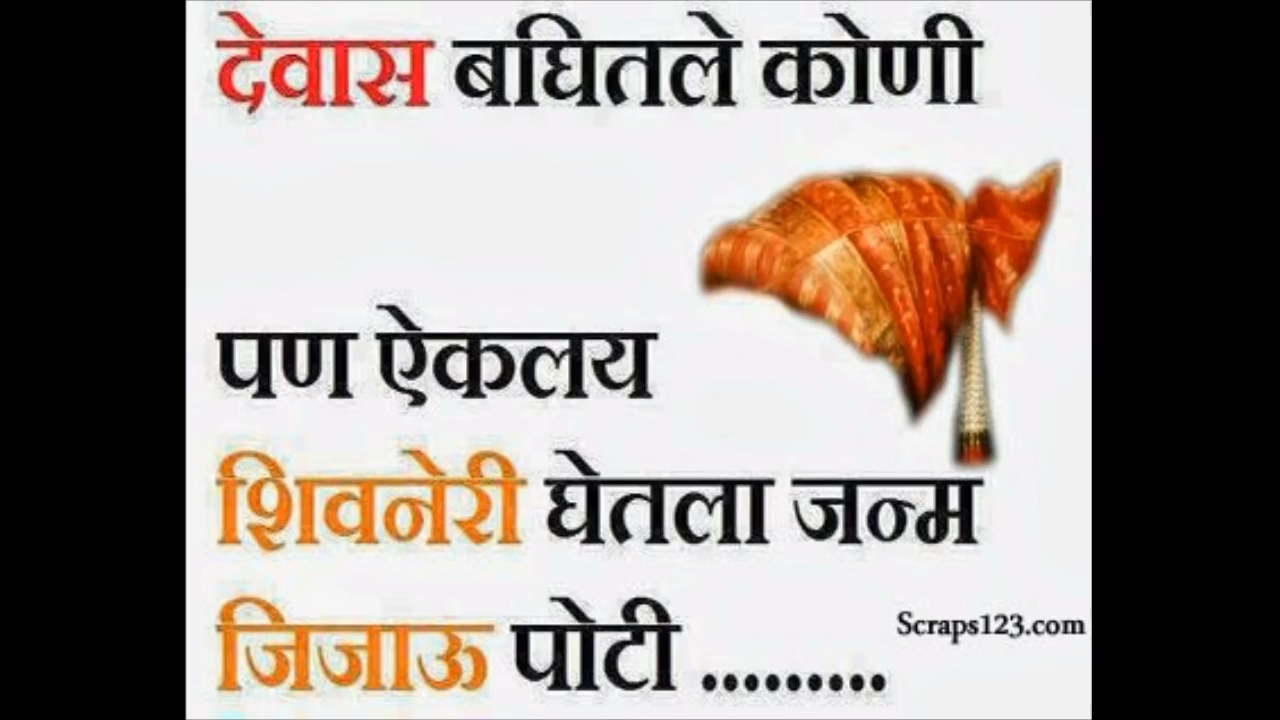 देवास बघितले कोणी
पण ऐकलय
शिवनेरी घेतला जन्म
जिजाऊ पोटी .........
Scraps123.com